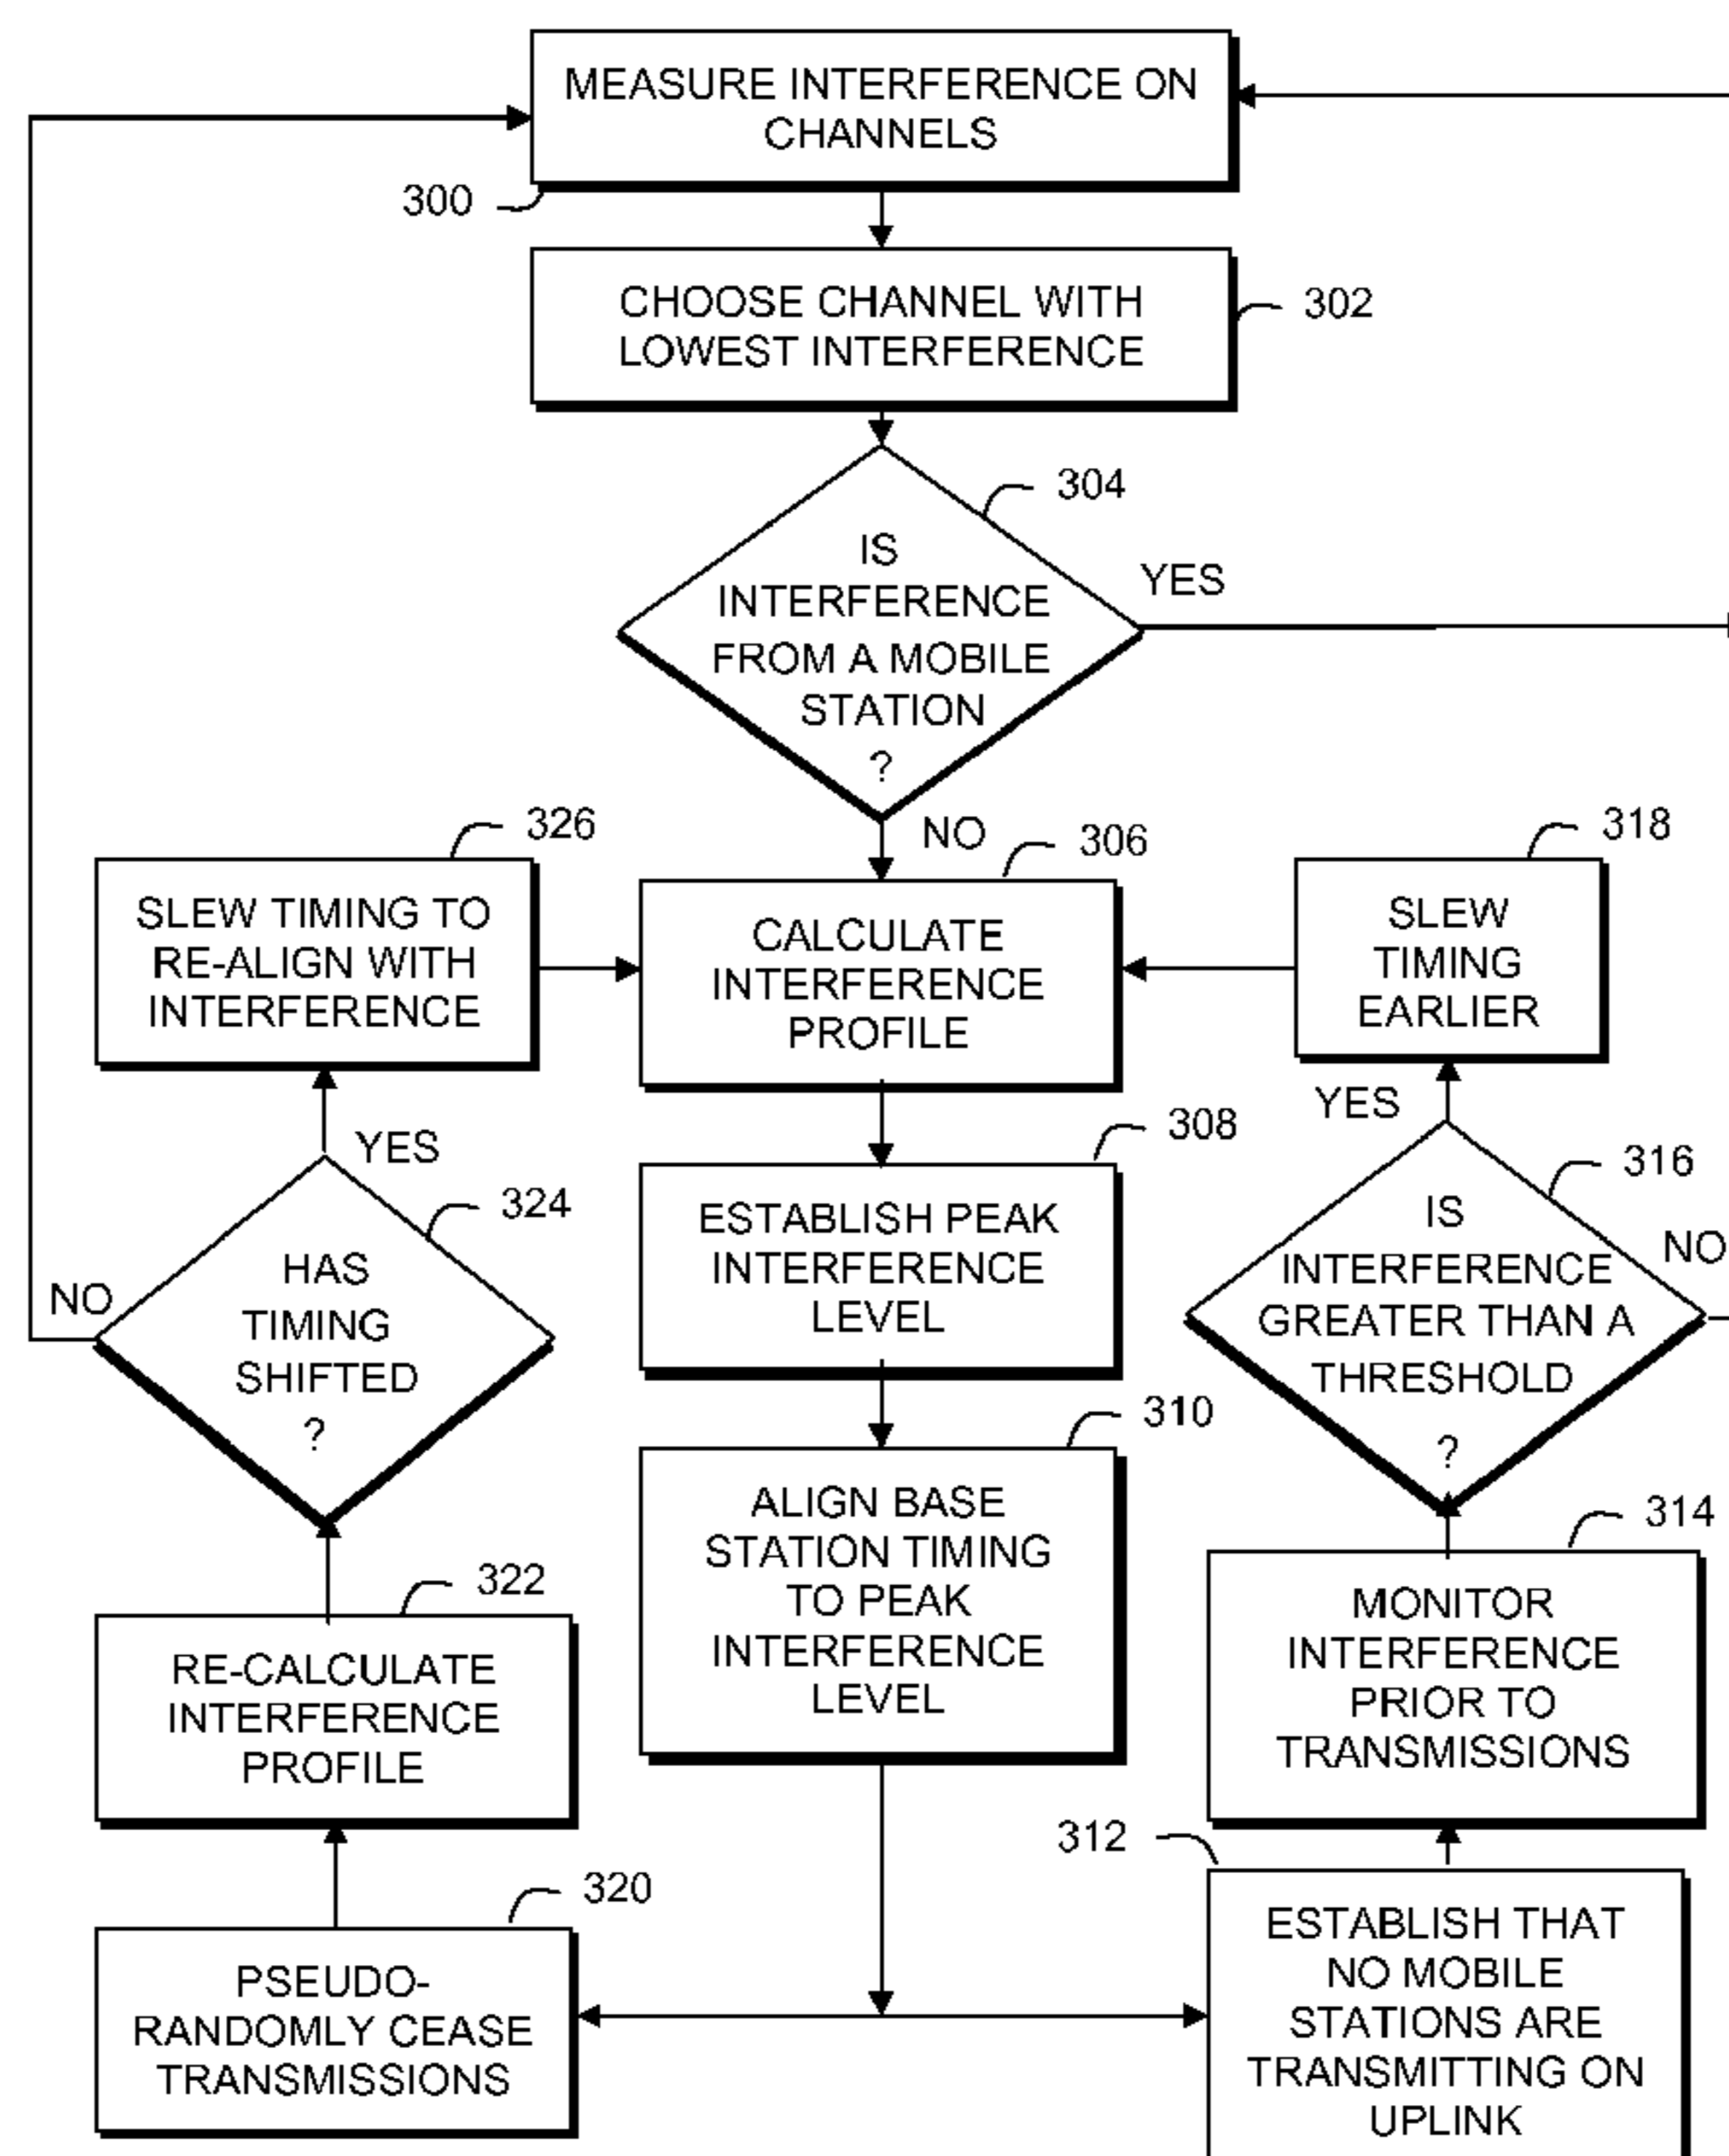 MEASURE INTERFERENCE ON
CHANNELS
300
CHOOSE CHANNEL WITH
LOWEST INTERFERENCE
302
304
IS
INTERFERENCE
FROM A MOBILE
STATION
?
YES
NO
326
SLEW TIMING TO
RE-ALIGN WITH
INTERFERENCE
306
CALCULATE
INTERFERENCE
PROFILE
318
SLEW
TIMING
EARLIER
YES
324
HAS
TIMING
SHIFTED
?
NO
308
ESTABLISH PEAK
INTERFERENCE
LEVEL
YES
316
IS
INTERFERENCE
GREATER THAN A
THRESHOLD
?
NO
310
ALIGN BASE
STATION TIMING
TO PEAK
INTERFERENCE
LEVEL
322
RE-CALCULATE
INTERFERENCE
PROFILE
314
MONITOR
INTERFERENCE
PRIOR TO
TRANSMISSIONS
320
PSEUDO-
RANDOMLY CEASE
TRANSMISSIONS
312
ESTABLISH THAT
NO MOBILE
STATIONS ARE
TRANSMITTING ON
UPLINK